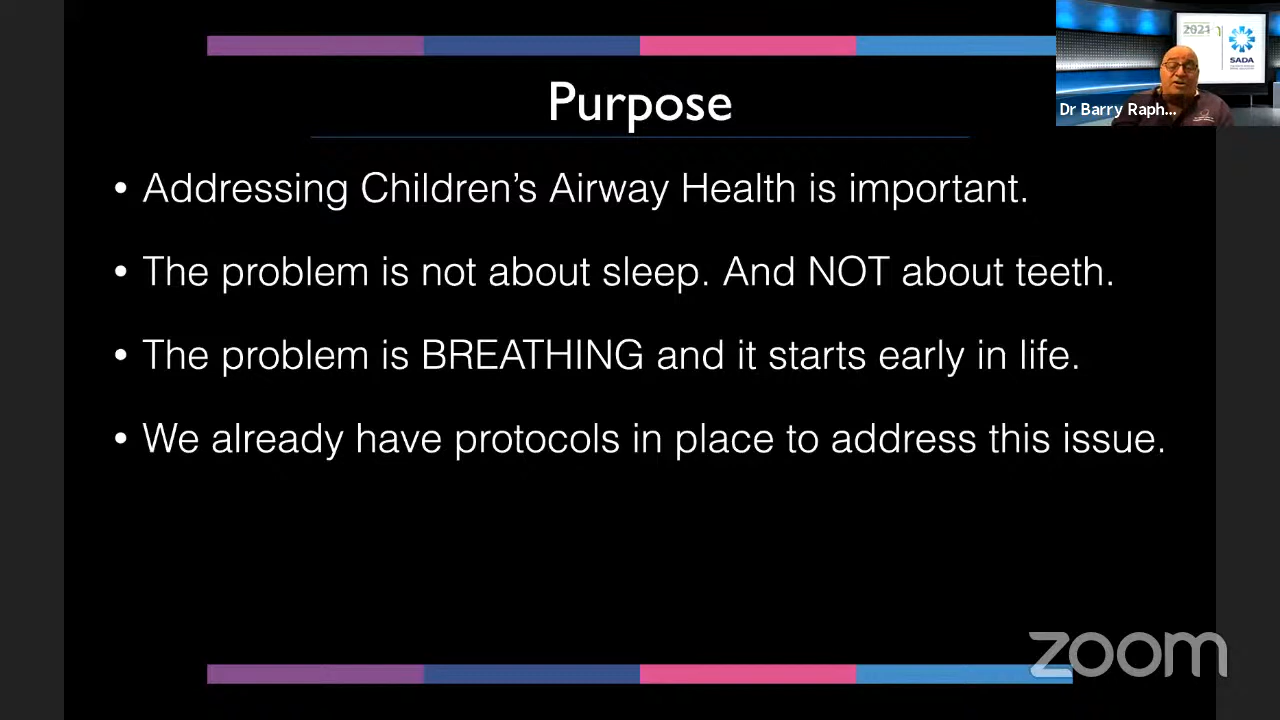 Purpose
• Addressing Children’s Airway Health is important.
• The problem is not about sleep. And NOT about teeth.
• The problem is BREATHING and it starts early in life.
• We already have protocols in place to address this issue.
2021
SADA
Dr Barry Raph...
zoom